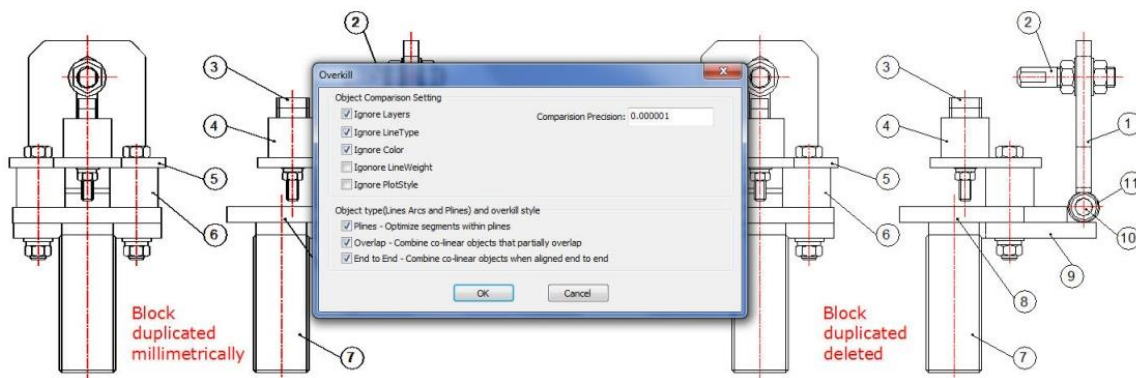 2
3
4
5
6
7
Block
duplicated
millimetrically
Overkill
Object Comparison Setting
Ignore Layers
Ignore LineType
Ignore Color
Igonore LineWeight
Ignore PlotStyle
Comparision Precision: 0.000001
Object type(Lines Arcs and Plines) and overkill style
Plines - Optimize segments within plines
Overlap - Combine co-linear objects that partially overlap
End to End - Combine co-linear objects when aligned end to end
OK
Cancel
2
3
4
1
5
11
6
10
9
8
7
Block
duplicated
deleted